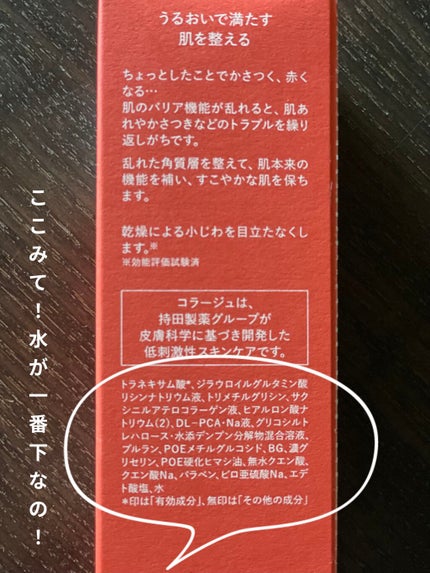 うるおいで満たす
肌を整える
ちょっとしたことでかさつく、赤く
なる…
肌のバリア機能が乱れると、肌あ
れやかさつきなどのトラブルを繰り
返しがちです。
乱れた角質層を整えて、肌本来の
機能を補い、すこやかな肌を保ち
ます。
乾燥による小じわを目立たなくし
ます。※
※効能評価試験済
コラージュは、
持田製薬グループが
皮膚科学に基づき開発した
低刺激性スキンケアです。
トラネキサム酸*、ジラウロイルグルタミン酸
リシンナトリウム液、トリメチルグリシン、サク
シニルアテロコラーゲン液、ヒアルロン酸ナ
トリウム(2)、DL−PCA・Na液、グリコシルト
レハロース・水添デンプン分解物混合溶液、
プルラン、POEメチルグルコシド、BG、濃グ
リセリン、POE硬化ヒマシ油、無水クエン酸、
クエン酸Na、パラベン、ピロ亜硫酸Na、エデ
ト酸塩、水
*印は「有効成分」、無印は「その他の成分」
ここみて！水が一番下なの！